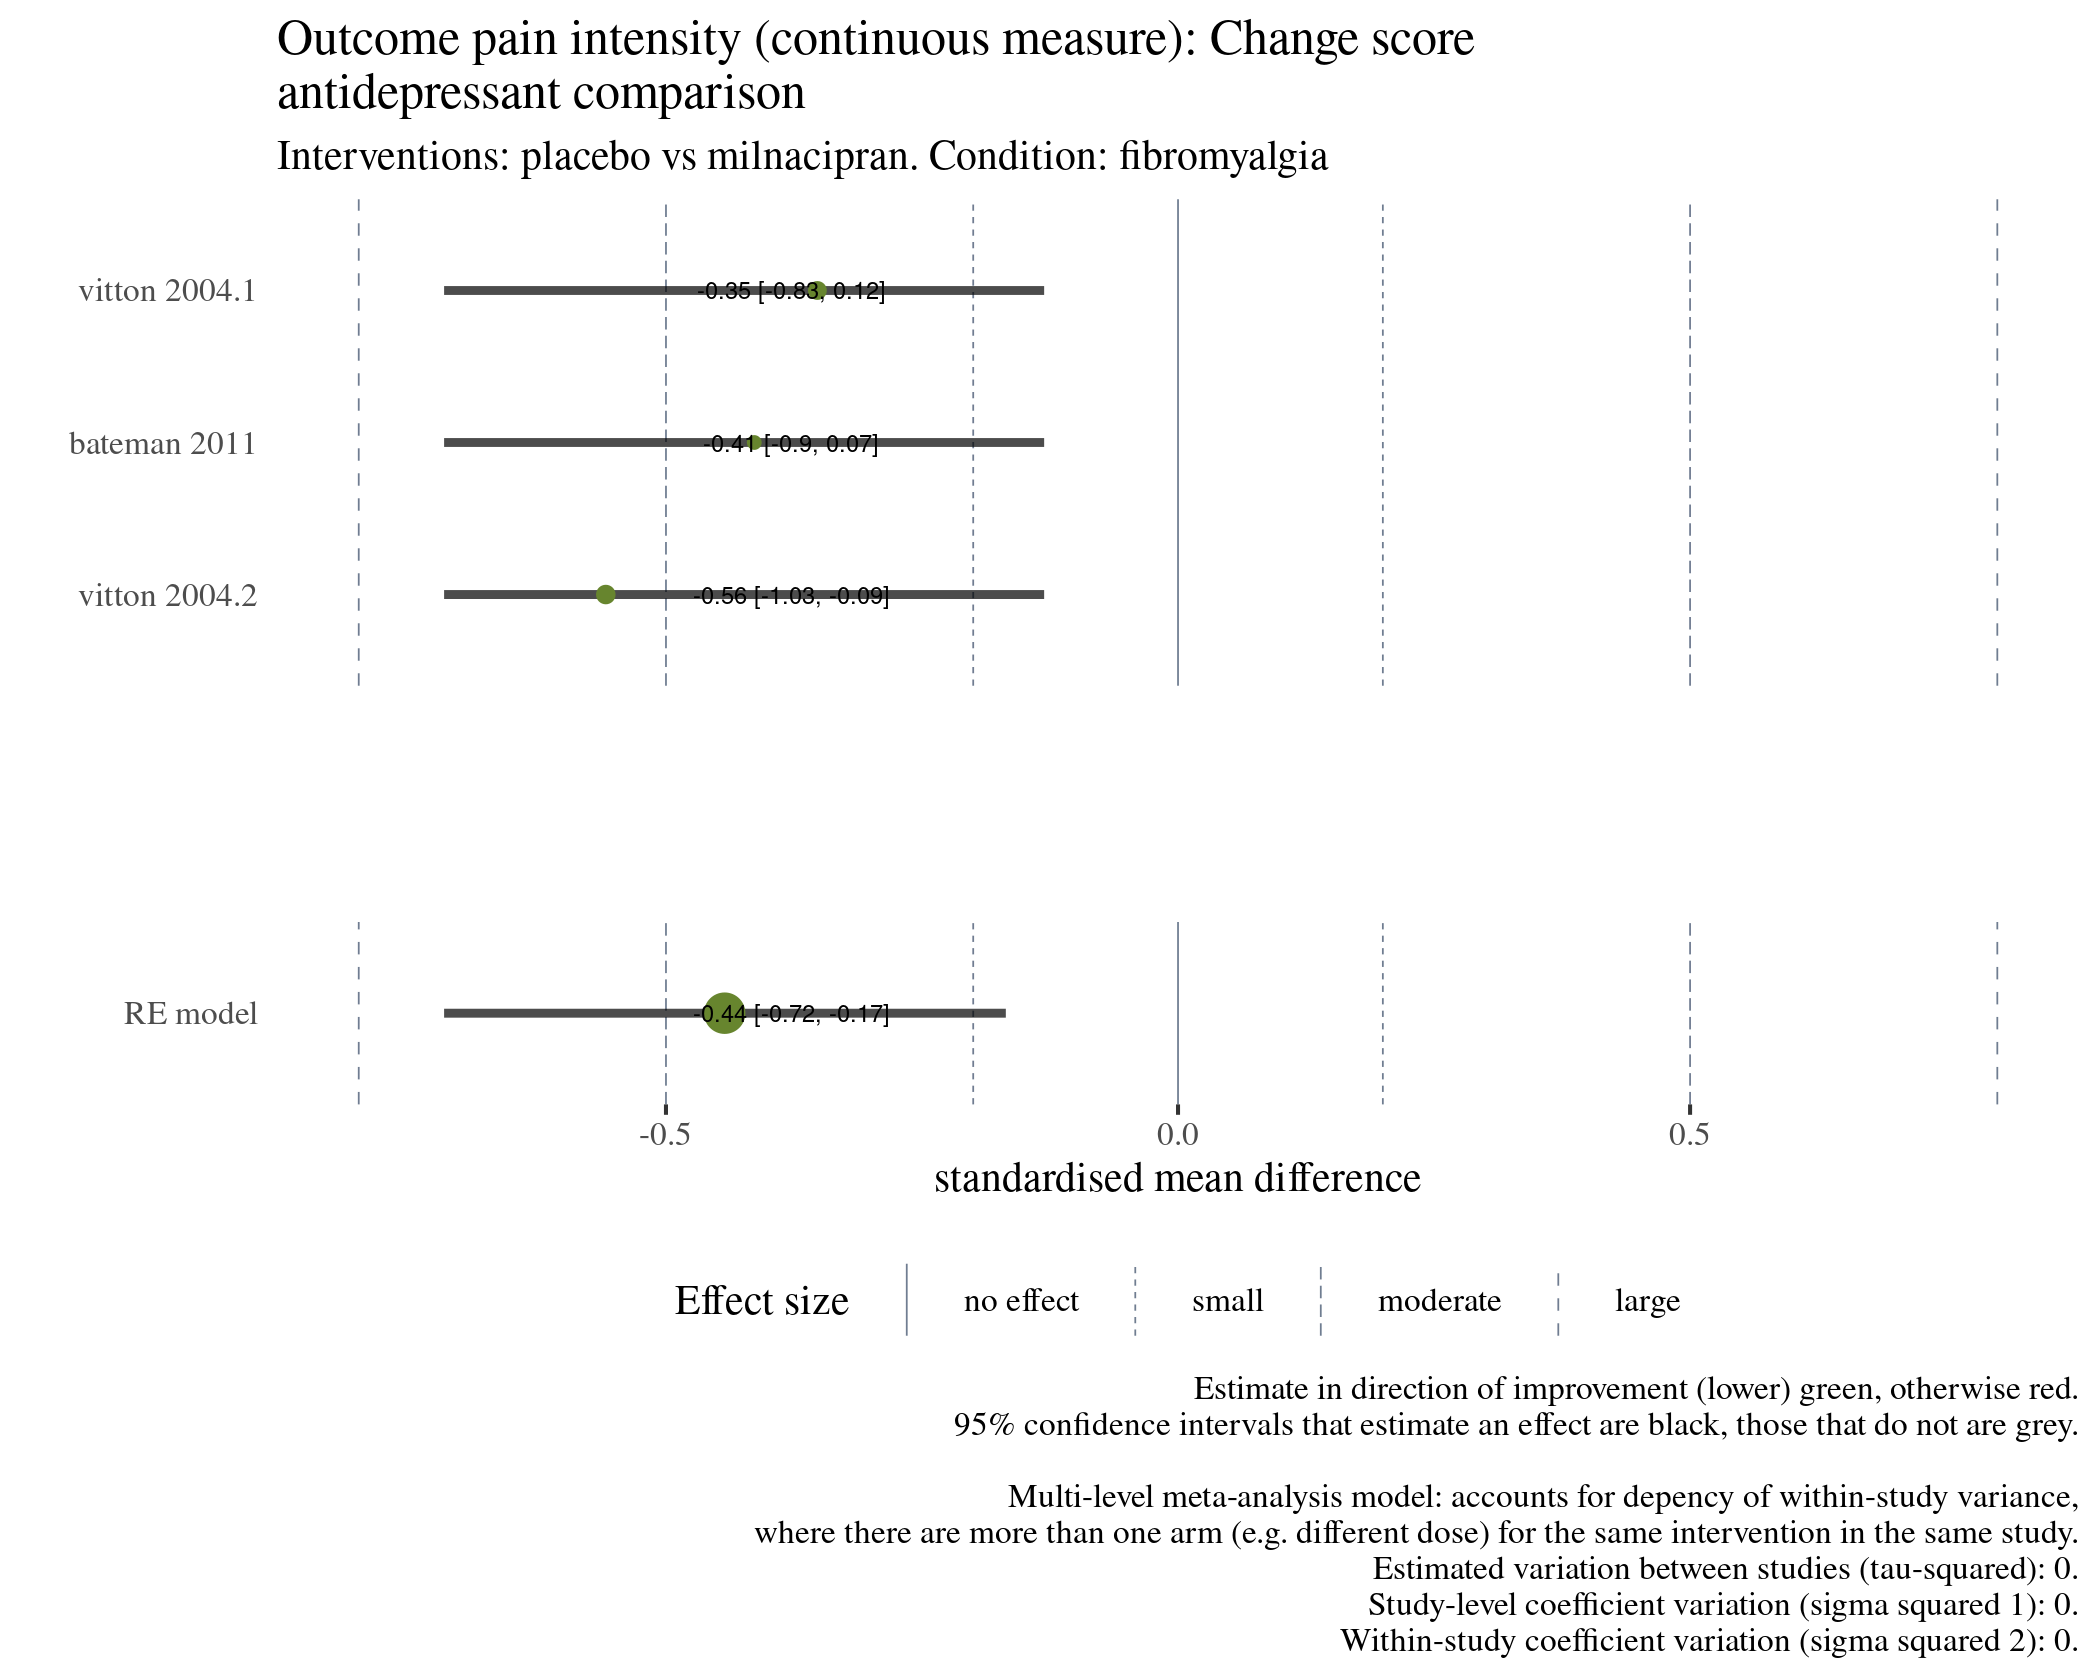 Outcome pain intensity (continuous measure): Change score
antidepressant comparison
Interventions: placebo vs milnacipran. Condition: fibromyalgia
vitton 2004.1
-0.35 [-0.83, 0.12]
bateman 2011
-0.41 [-0.9, 0.07]
vitton 2004.2
-0.56 [-1.03, -0.09]
RE model
-0.44 [-0.72, -0.17]
-0.5 0.0 0.5
standardised mean difference
Effect size no effect small moderate large
Estimate in direction of improvement (lower) green, otherwise red.
95% confidence intervals that estimate an effect are black, those that do not are grey.
Multi-level meta-analysis model: accounts for depency of within-study variance,
where there are more than one arm (e.g. different dose) for the same intervention in the same study.
Estimated variation between studies (tau-squared): 0.
Study-level coefficient variation (sigma squared 1): 0.
Within-study coefficient variation (sigma squared 2): 0.